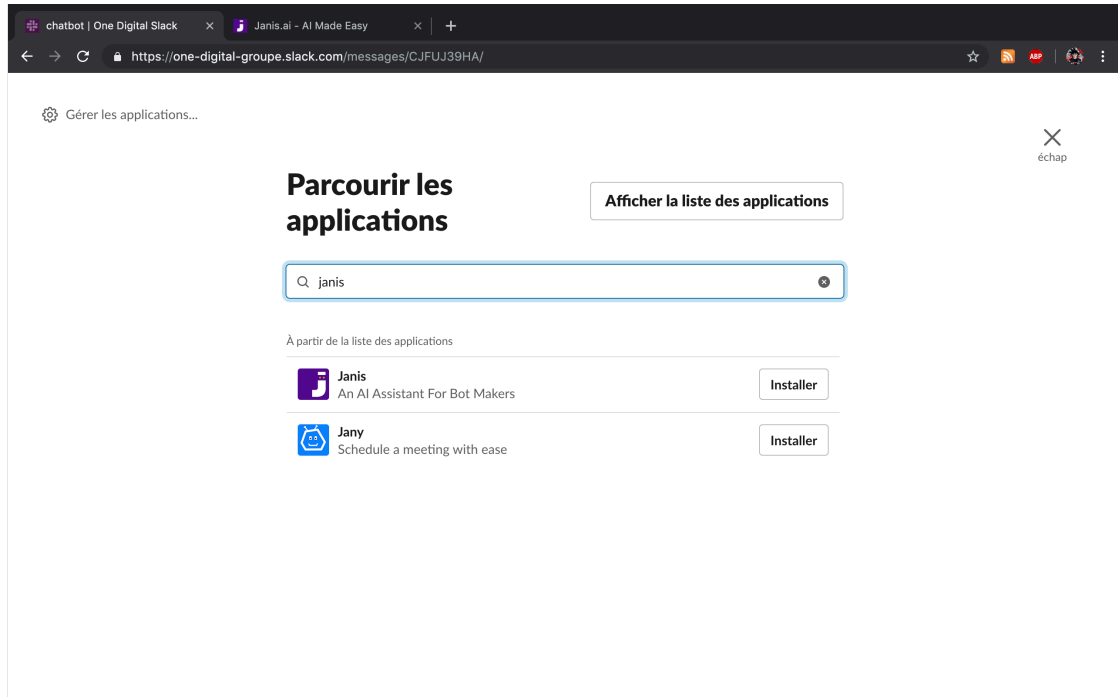 chatbot | One Digital Slack
Janis.ai - AI Made Easy
https://one-digital-groupe.slack.com/messages/CJFUJ39HA/
ABP
Gérer les applications...
échap
Parcourir les
applications
Afficher la liste des applications
janis
À partir de la liste des applications
Janis
An AI Assistant For Bot Makers
Installer
Jany
Schedule a meeting with ease
Installer